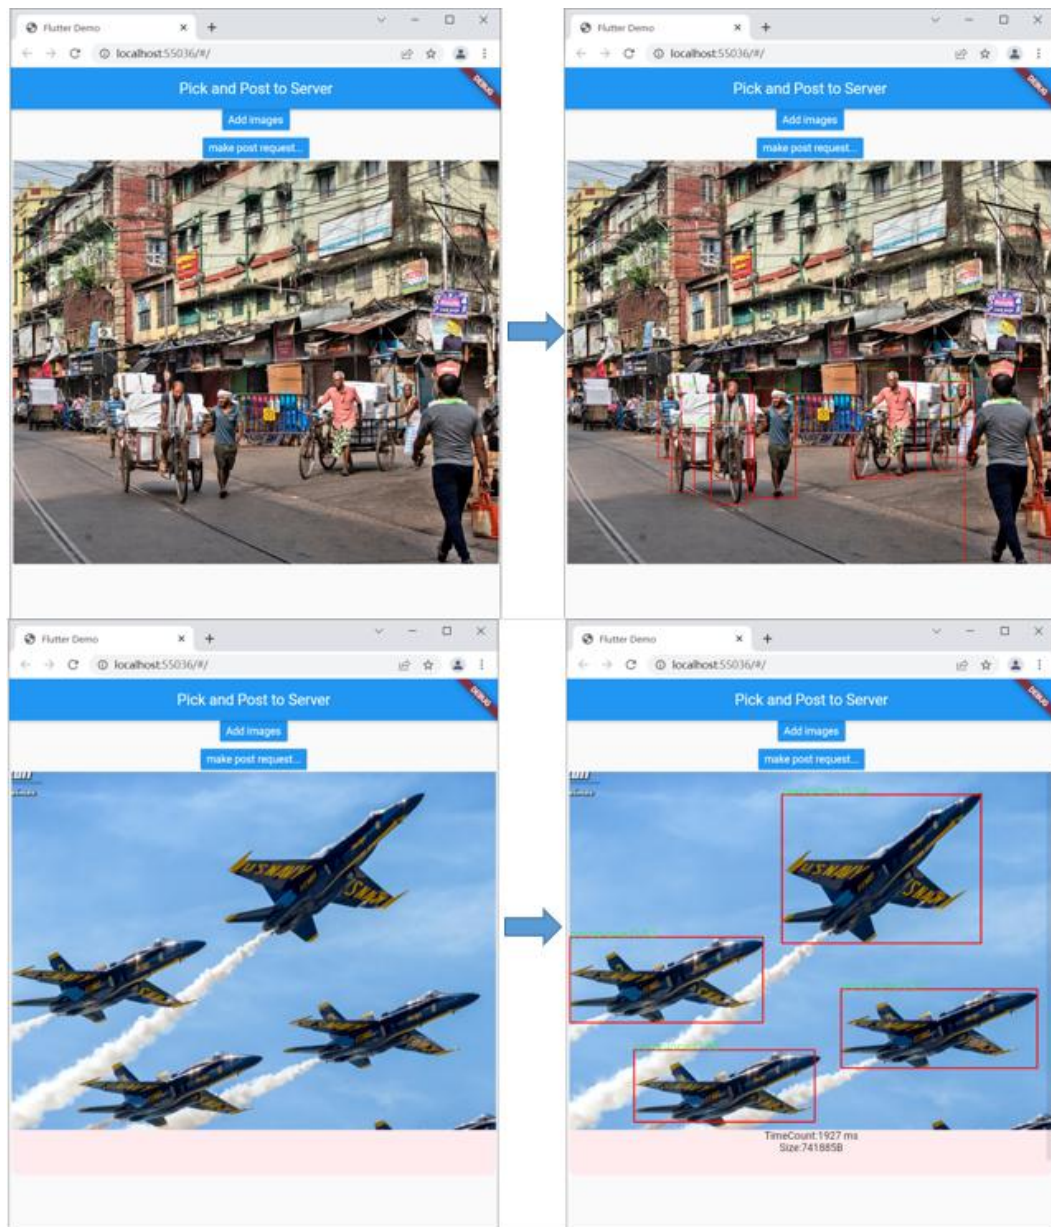 Flutter Demo
localhost:55036/#/
Pick and Post to Server
DEBUG
Add images
make post request...
Flutter Demo
localhost:55036/#/
Pick and Post to Server
DEBUG
Add images
make post request...
Flutter Demo
localhost:55036/#/
Pick and Post to Server
DEBUG
Add images
make post request...
U.S.NAVY
Flutter Demo
localhost:55036/#/
Pick and Post to Server
DEBUG
Add images
make post request...
U.S.NAVY
TimeCount:1927 ms
Size:741885B